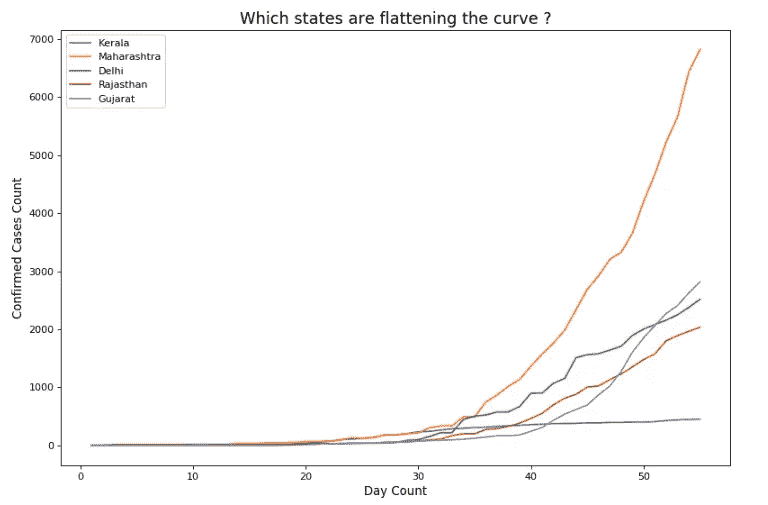 Which states are flattening the curve ?
Kerala
Maharashtra
Delhi
Rajasthan
Gujarat
7000
6000
5000
4000
3000
2000
1000
0
Confirmed Cases Count
0 10 20 30 40 50
Day Count